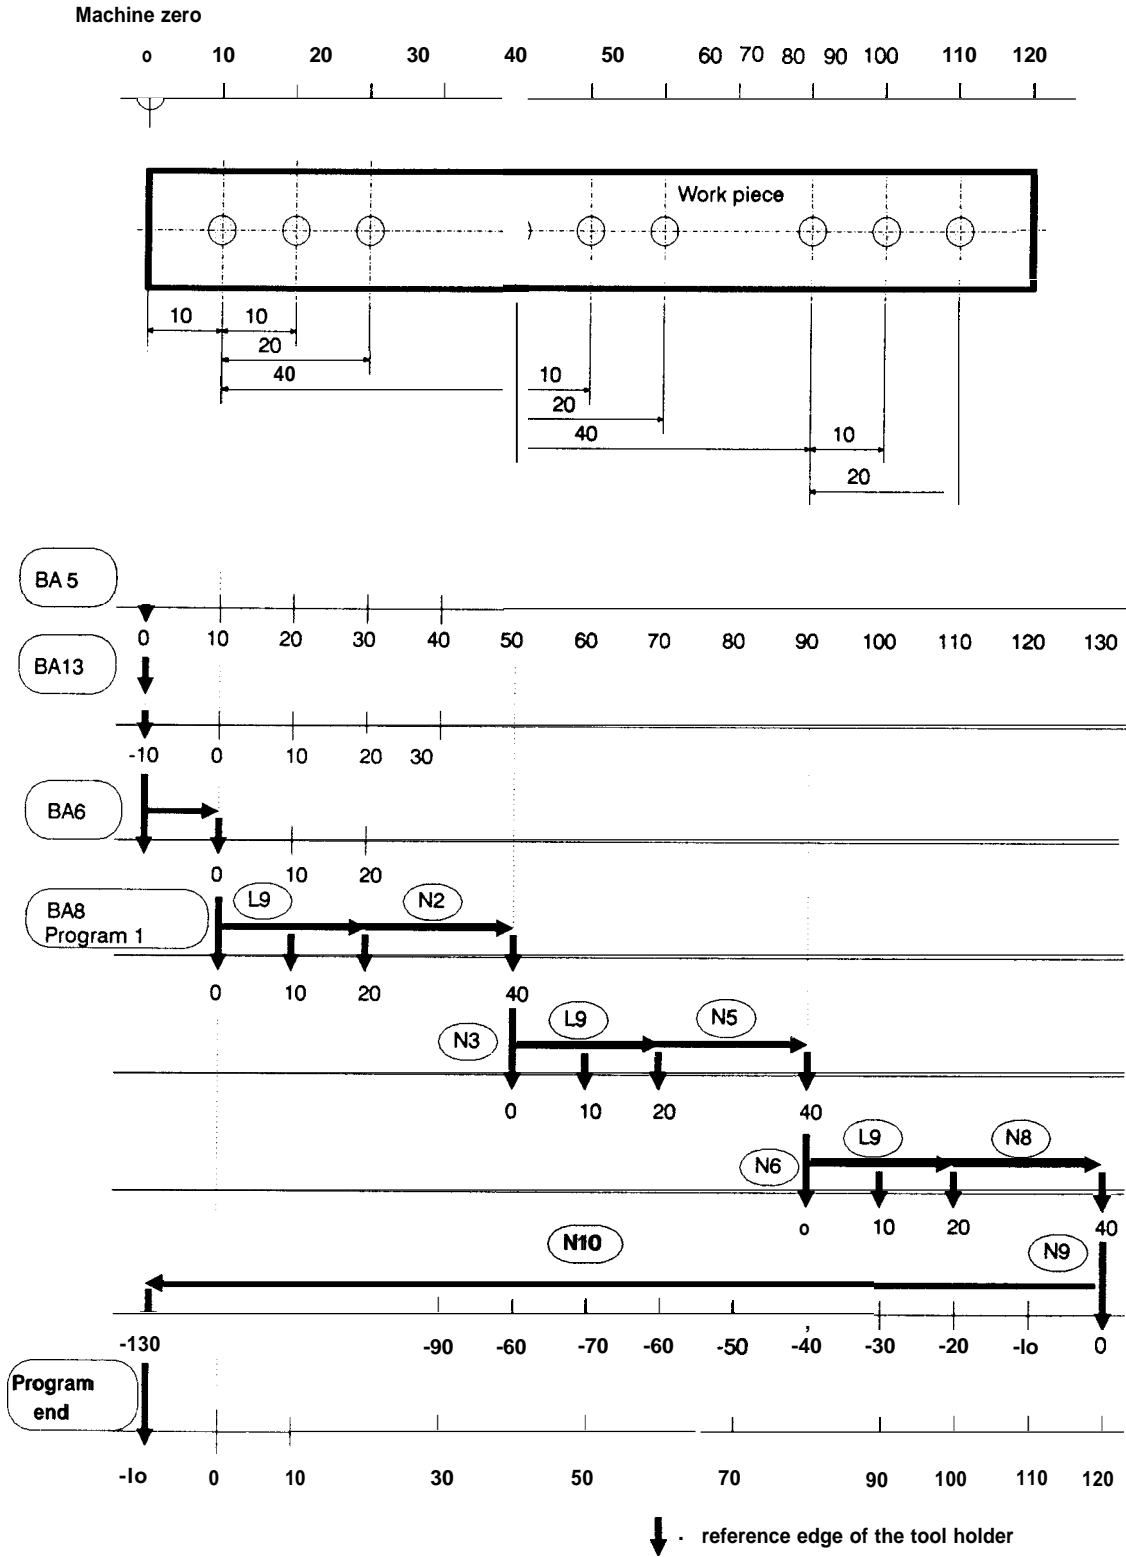 Machine zero
o 10 20 30 40 50 60 70 80 90 100 110 120
Work piece
10 10
20
40
10
20
40 10
20
BA 5
0 10 20 30 40 50 60 70 80 90 100 110 120 130
BA13
-10 0 10 20 30
BA6
0 10 20
BA8 L9 N2
Program 1
0 10 20 40
N3 L9 N5
0 10 20 40
N6 L9 N8
o 10 20 40
N10 N9
-130 -90 -60 -70 -60 -50 -40 -30 -20 -lo 0
Program
end
-lo 0 10 30 50 70 90 100 110 120
- reference edge of the tool holder